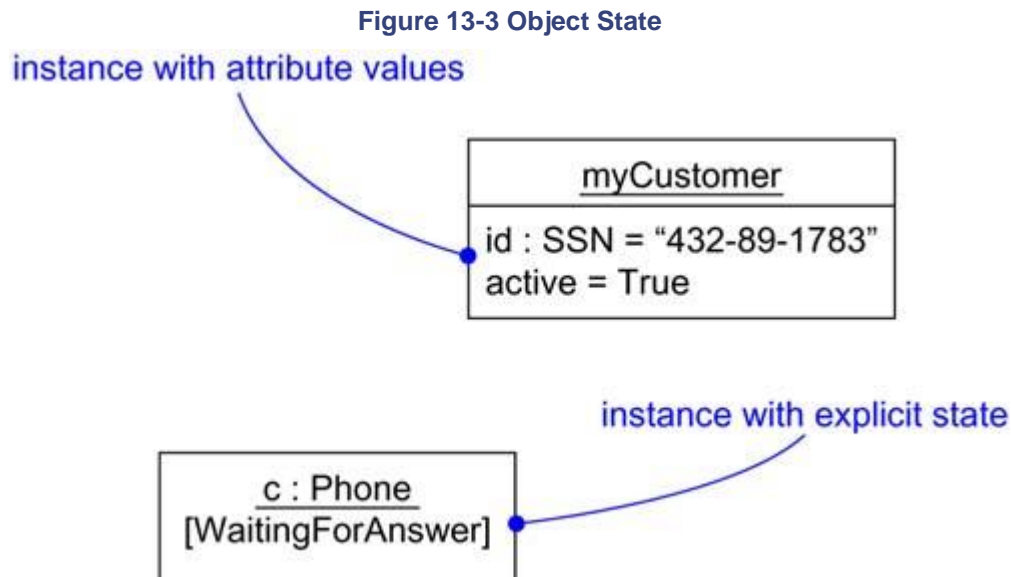 Figure 13-3 Object State
instance with attribute values
myCustomer
id : SSN = “432-89-1783”
active = True
instance with explicit state
c : Phone
[WaitingForAnswer]